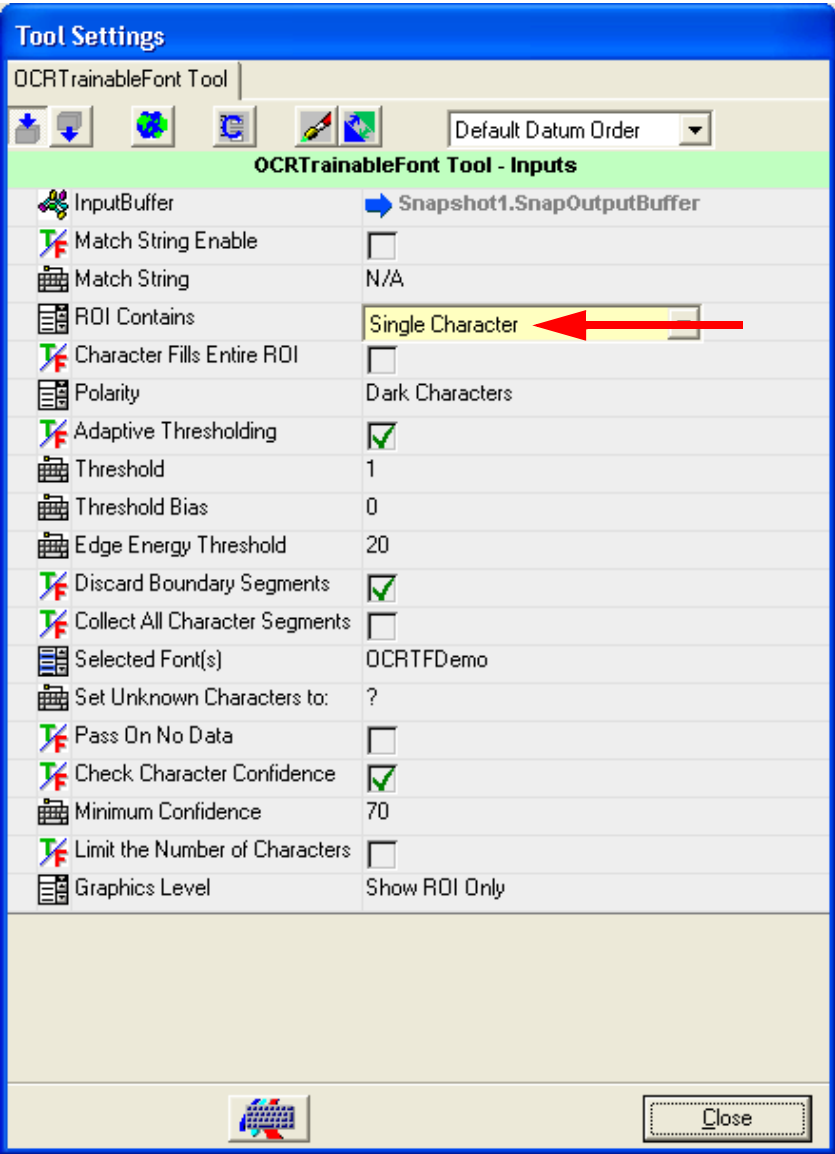 Tool Settings
OCRTrainableFont Tool
Default Datum Order
OCRTrainableFont Tool - Inputs
InputBuffer Snapshot1.SnapOutputBuffer
Match String Enable
Match String N/A
ROI Contains Single Character
Character Fills Entire ROI
Polarity Dark Characters
Adaptive Thresholding
Threshold 1
Threshold Bias 0
Edge Energy Threshold 20
Discard Boundary Segments
Collect All Character Segments
Selected Font(s) OCRTFDemo
Set Unknown Characters to: ?
Pass On No Data
Check Character Confidence
Minimum Confidence 70
Limit the Number of Characters
Graphics Level Show ROI Only
Close